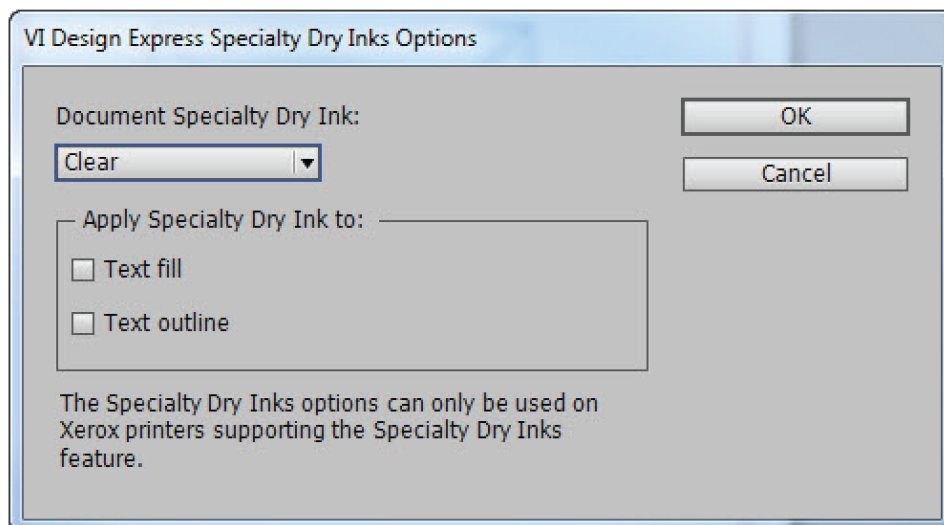 VI Design Express Specialty Dry Inks Options
Document Specialty Dry Ink:
OK
Clear
Cancel
Apply Specialty Dry Ink to:
Text fill
Text outline
The Specialty Dry Inks options can only be used on
Xerox printers supporting the Specialty Dry Inks
feature.